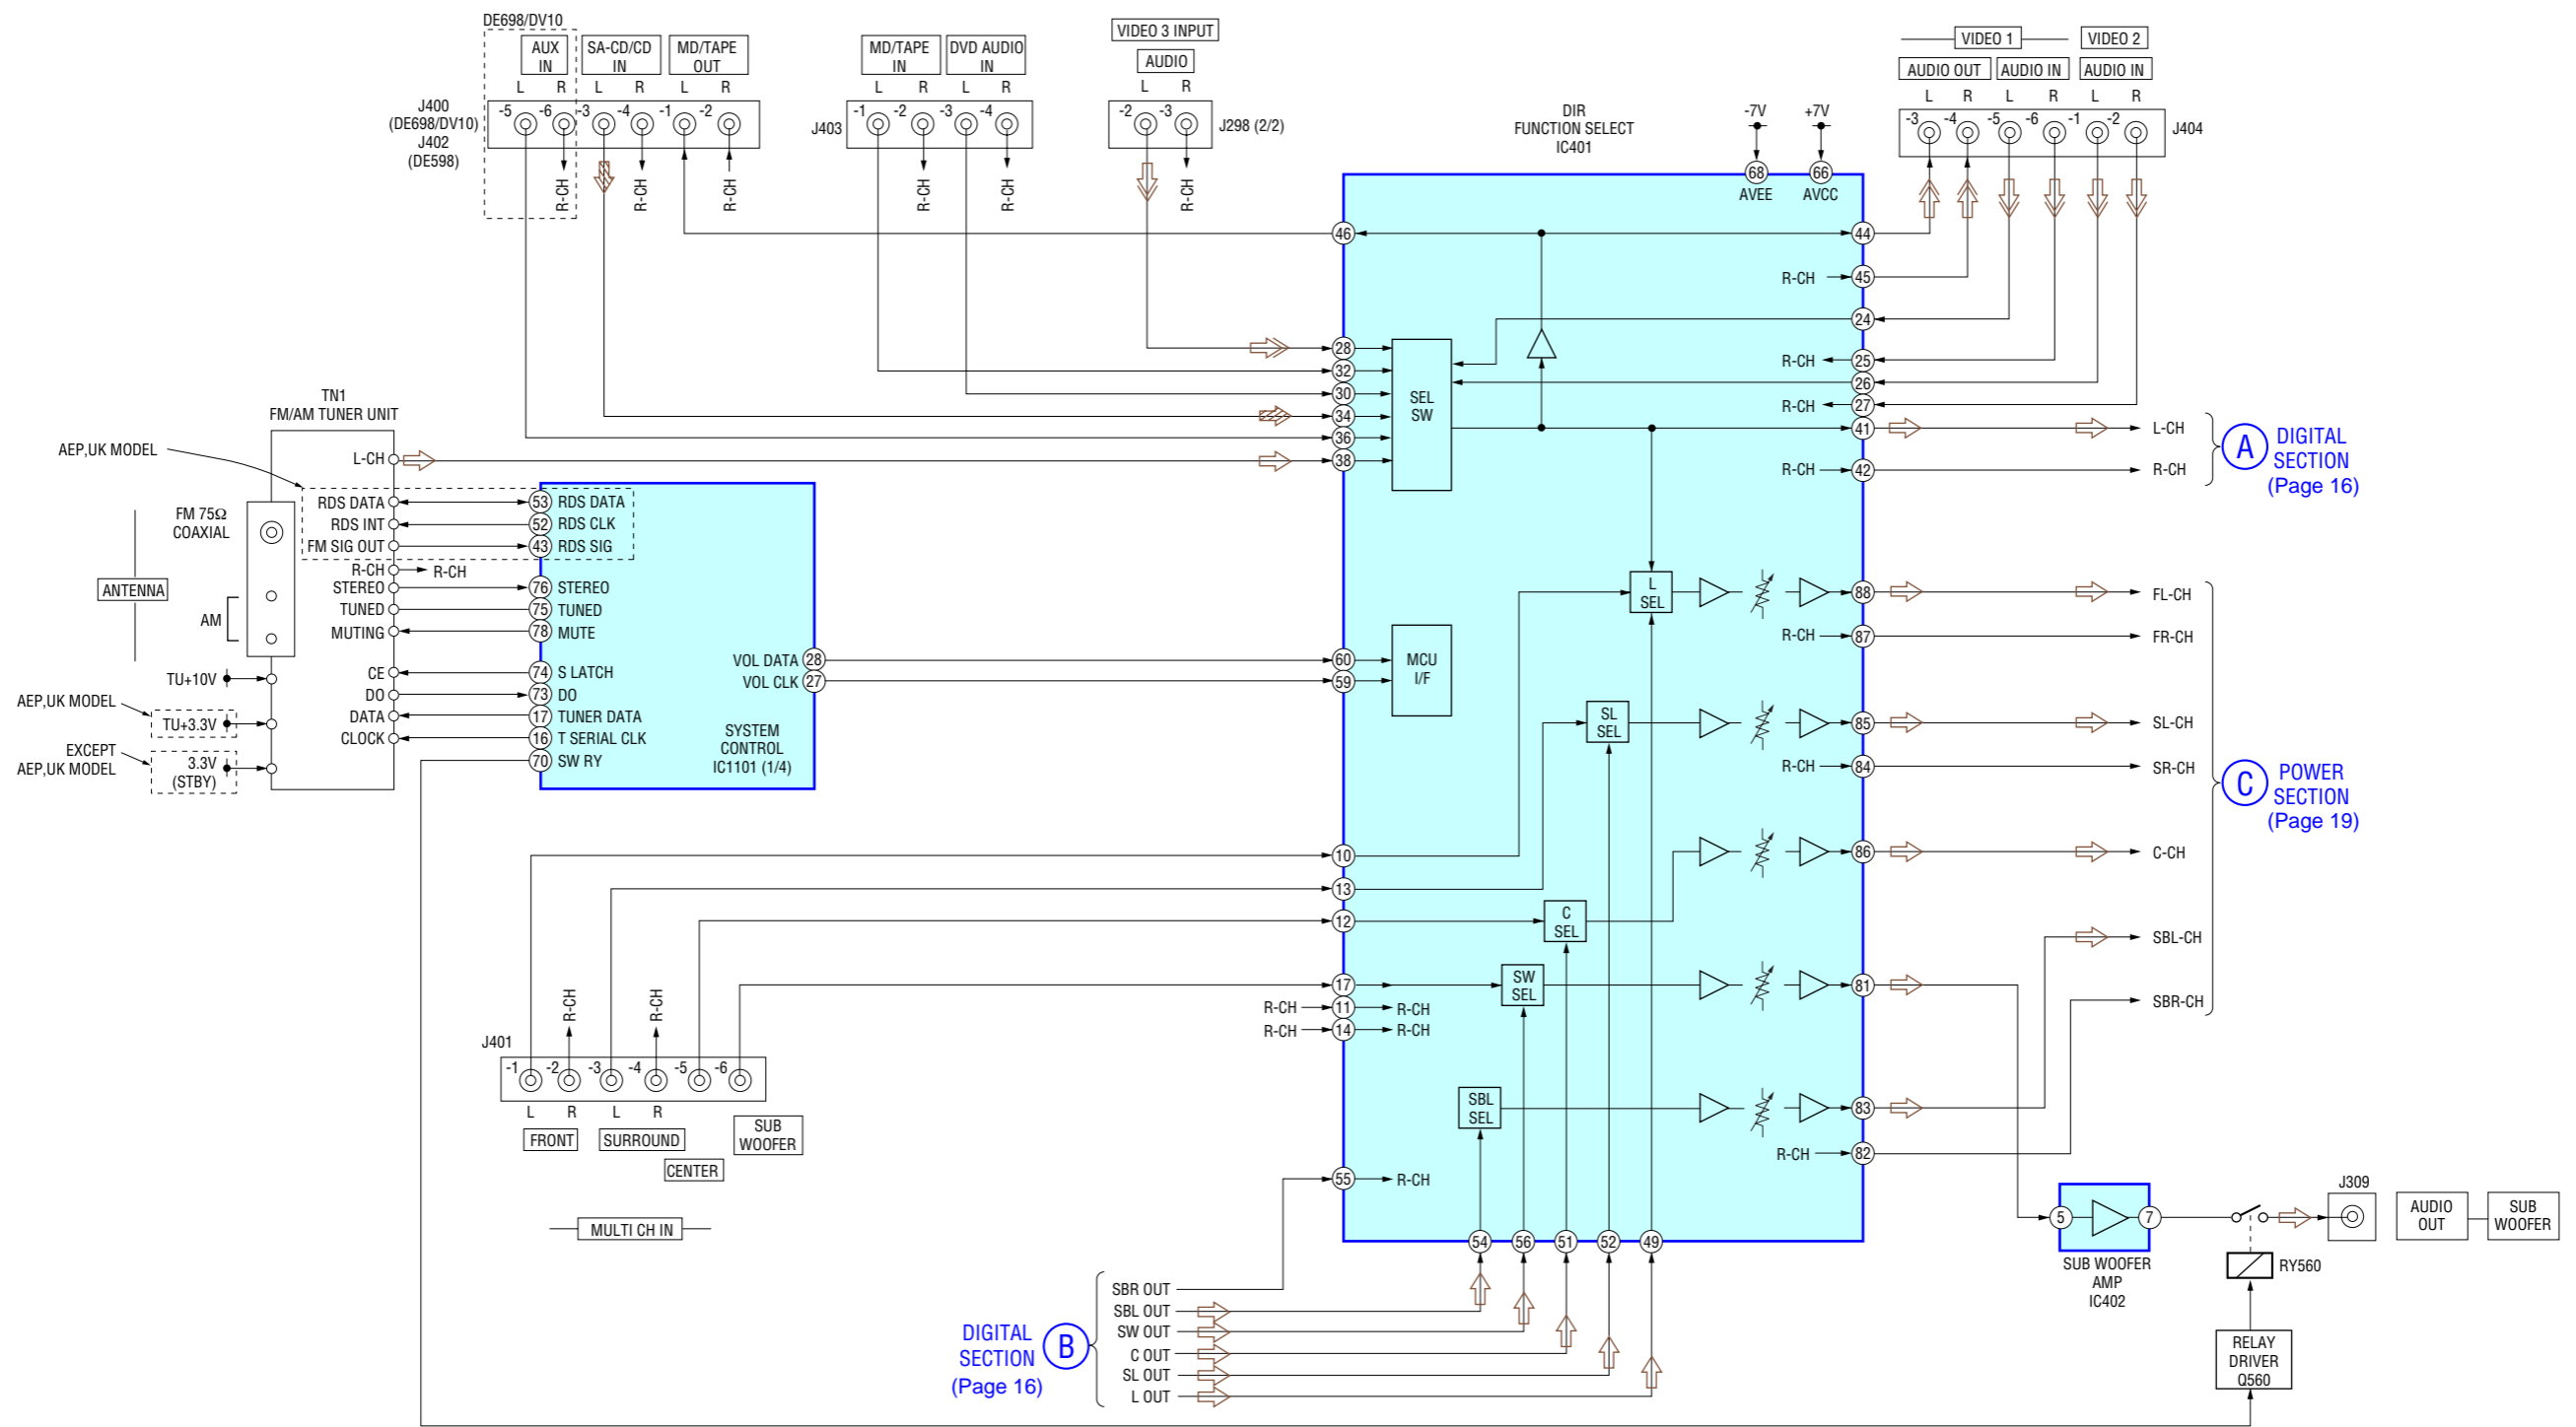 DE698/DV10
AUX IN
SA-CD/CD IN
MD/TAPE OUT
L R L R L R
J400
(DE698/DV10)
J402
(DE598)
-5 -6 -3 -4 -1 -2
R-CH R-CH R-CH
MD/TAPE IN
DVD AUDIO IN
L R L R
J403
-1 -2 -3 -4
R-CH R-CH
VIDEO 3 INPUT
AUDIO
L R
-2 -3
J298 (2/2)
R-CH
DIR
FUNCTION SELECT
IC401
-7V +7V
68 66
AVEE AVCC
VIDEO 1
VIDEO 2
AUDIO OUT
AUDIO IN
AUDIO IN
L R L R L R
-3 -4 -5 -6 -1 -2
J404
46
44
R-CH 45
24
R-CH 25
26
R-CH 27
28
32
30
34
36
38
SEL
SW
41 L-CH
R-CH 42 R-CH
A
DIGITAL
SECTION
(Page 16)
TN1
FM/AM TUNER UNIT
AEP,UK MODEL
FM 75Ω
COAXIAL
ANTENNA
AM
TU+10V
AEP,UK MODEL
TU+3.3V
EXCEPT
AEP,UK MODEL
3.3V
(STBY)
L-CH
RDS DATA 53 RDS DATA
RDS INT 52 RDS CLK
FM SIG OUT 43 RDS SIG
R-CH R-CH
STEREO 76 STEREO
TUNED 75 TUNED
MUTING 78 MUTE
CE 74 S LATCH
DO 73 DO
DATA 17 TUNER DATA
CLOCK 16 T SERIAL CLK
70 SW RY
VOL DATA 28
VOL CLK 27
SYSTEM
CONTROL
IC1101 (1/4)
60
59
MCU
I/F
L
SEL
88 FL-CH
R-CH 87 FR-CH
SL
SEL
85 SL-CH
R-CH 84 SR-CH
C
POWER
SECTION
(Page 19)
10
13
12
C
SEL
86 C-CH
17
SW
SEL
81
R-CH 11 R-CH
R-CH 14 R-CH
SBL-CH
SBR-CH
SBL
SEL
83
R-CH 82
55 R-CH
54 56 51 52 49
J401
R-CH R-CH
-1 -2 -3 -4 -5 -6
L R L R
FRONT
SURROUND
SUB
WOOFER
CENTER
MULTI CH IN
DIGITAL
SECTION
(Page 16)
B
SBR OUT
SBL OUT
SW OUT
C OUT
SL OUT
L OUT
5 7
SUB WOOFER
AMP
IC402
J309
AUDIO
OUT
SUB
WOOFER
RY560
RELAY
DRIVER
Q560